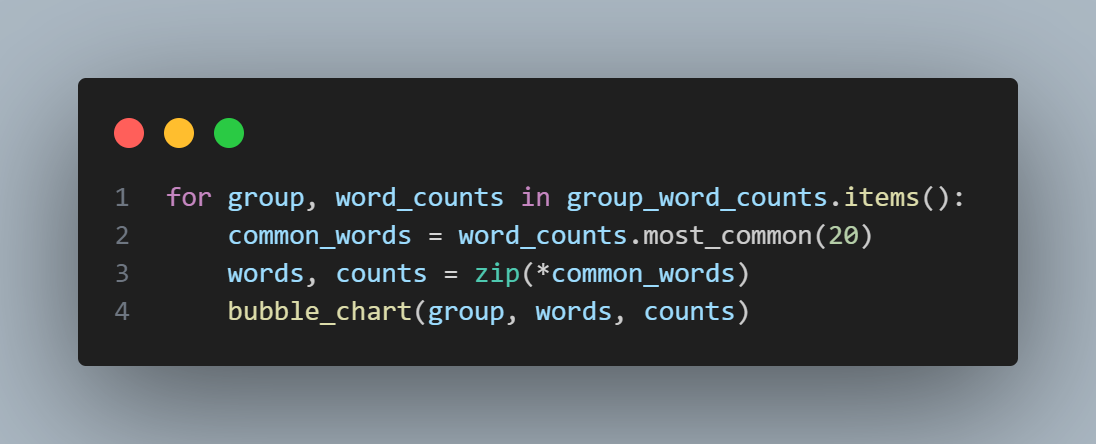 1 for group, word_counts in group_word_counts.items():
2     common_words = word_counts.most_common(20)
3     words, counts = zip(*common_words)
4     bubble_chart(group, words, counts)